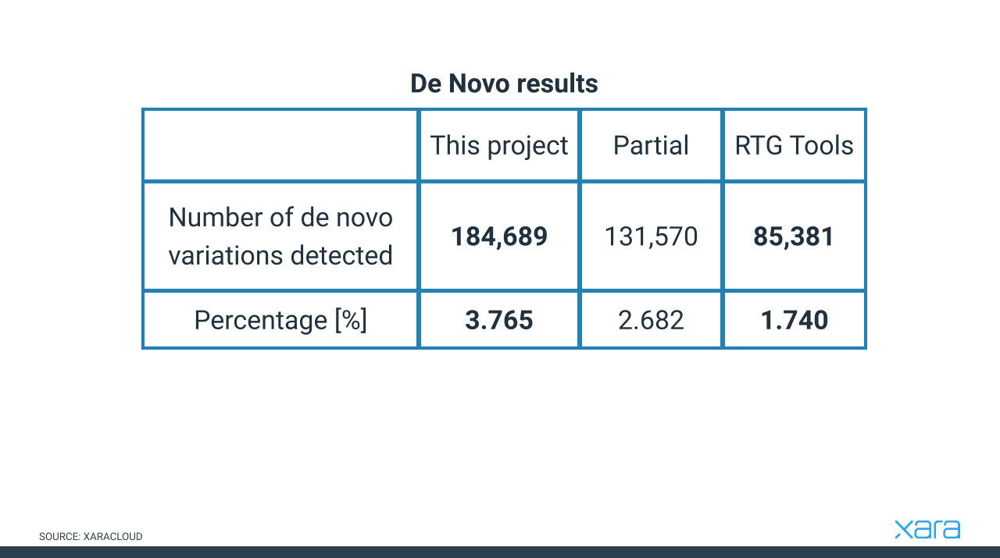 De Novo results
This project
Partial
RTG Tools
Number of de novo
variations detected
184,689
131,570
85,381
Percentage [%]
3.765
2.682
1.740
SOURCE: XARACLOUD
xara